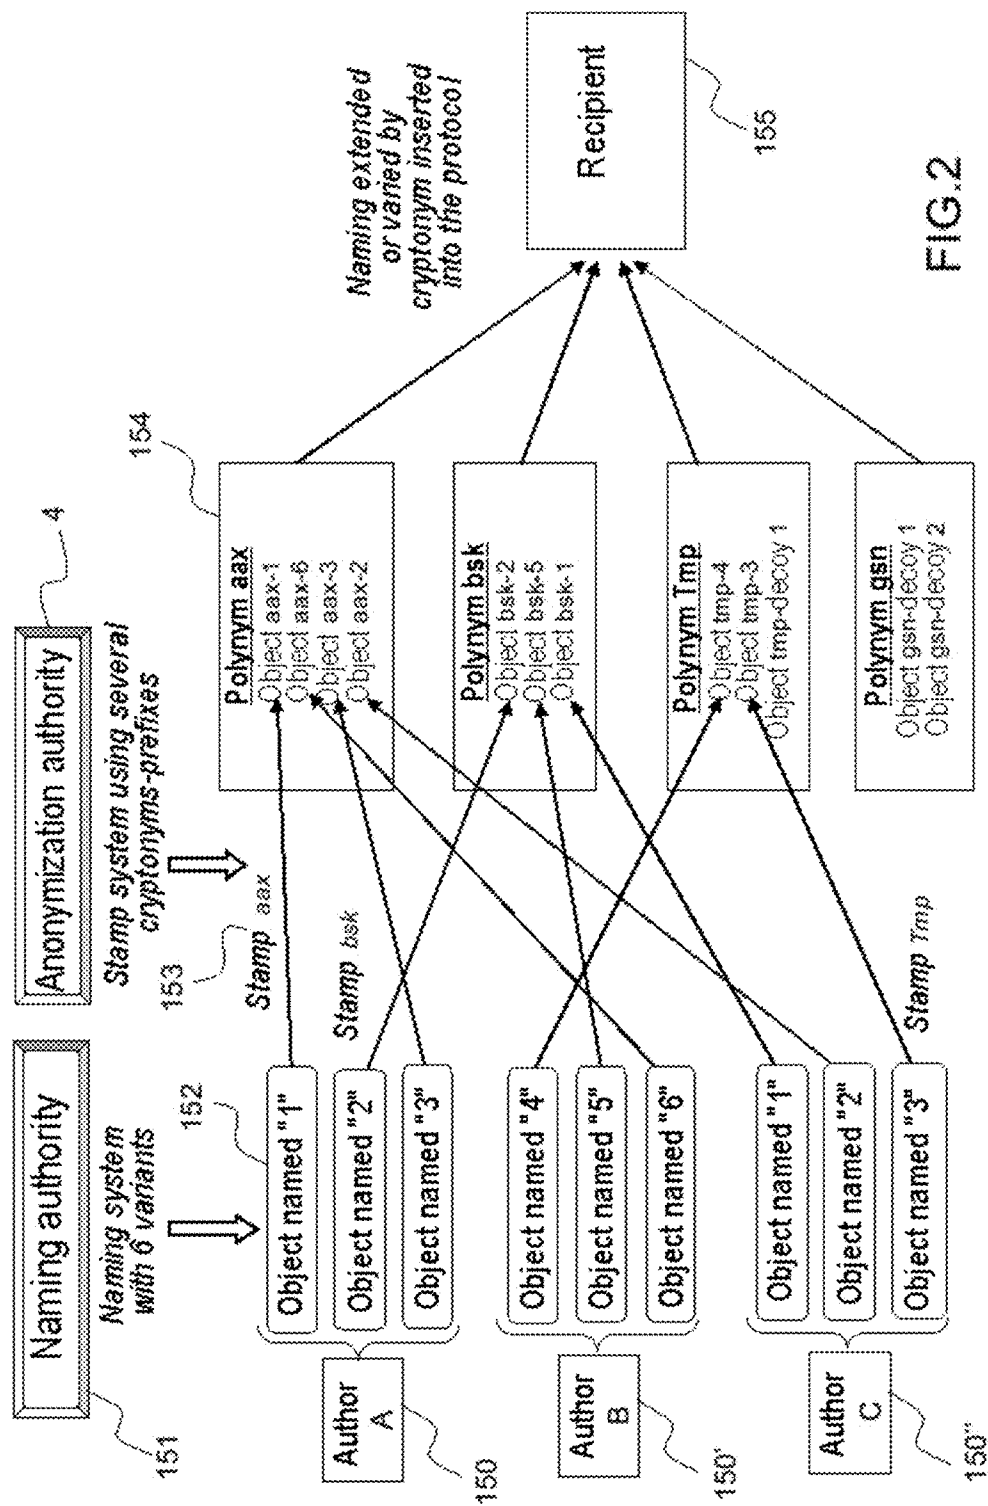 Naming authority
151
Naming system
with 6 variants
Anonymization authority
4
Stamp system using several
cryptonyms-prefixes
153
Stamp aax
Stamp bsk
Stamp Tmp
152
Author
A
150
Object named "1"
Object named "2"
Object named "3"
Author
B
150'
Object named "4"
Object named "5"
Object named "6"
Author
C
150''
Object named "1"
Object named "2"
Object named "3"
154
Polynym aax
Object aax-1
Object aax-6
Object aax-3
Object aax-2
Polynym bsk
Object bsk-2
Object bsk-5
Object bsk-1
Polynym Tmp
Object tmp-4
Object tmp-3
Object tmp-decoy 1
Polynym gsn
Object gsn-decoy 1
Object gsn-decoy 2
Naming extended
or varied by
cryptonym inserted
into the protocol
Recipient
155
FIG.2